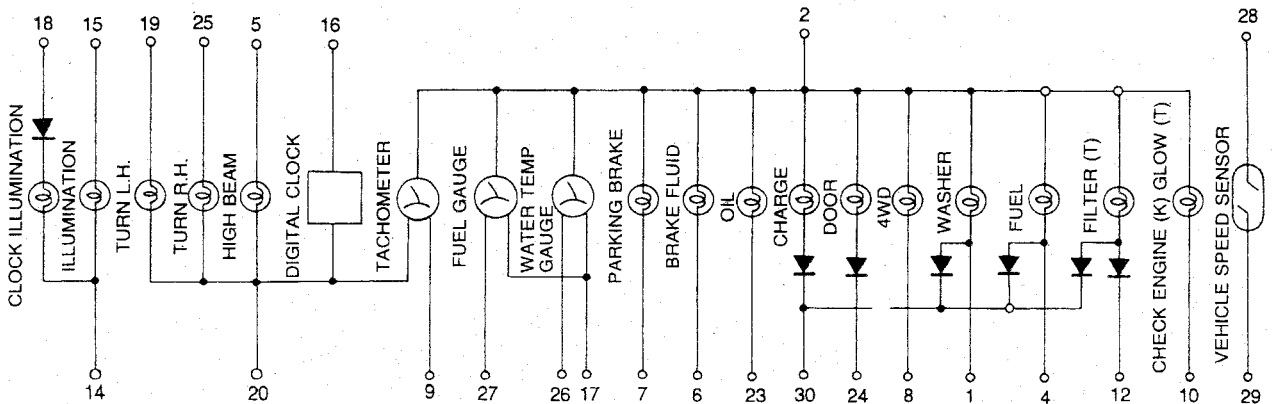 18
15
19
25
5
16
2
28
CLOCK ILLUMINATION
ILLUMINATION
TURN L.H.
TURN R.H.
HIGH BEAM
DIGITAL CLOCK
TACHOMETER
FUEL GAUGE
WATER TEMP
GAUGE
PARKING BRAKE
BRAKE FLUID
OIL
CHARGE
DOOR
4WD
WASHER
FUEL
FILTER (T)
CHECK ENGINE (K) GLOW (T)
VEHICLE SPEED SENSOR
14
20
9
27
26
17
7
6
23
30
24
8
1
4
12
10
29